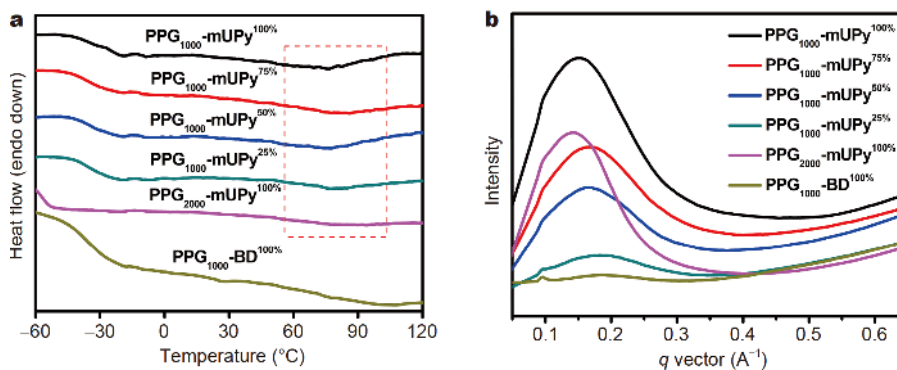 a
PPG1000-mUPy100%
PPG1000-mUPy75%
PPG1000-mUPy50%
PPG1000-mUPy25%
PPG2000-mUPy100%
PPG1000-BD100%
Heat flow (endo down)
−60 −30 0 30 60 90 120
Temperature (°C)
b
PPG1000-mUPy100%
PPG1000-mUPy75%
PPG1000-mUPy50%
PPG1000-mUPy25%
PPG2000-mUPy100%
PPG1000-BD100%
Intensity
0.1 0.2 0.3 0.4 0.5 0.6
q vector (A−1)